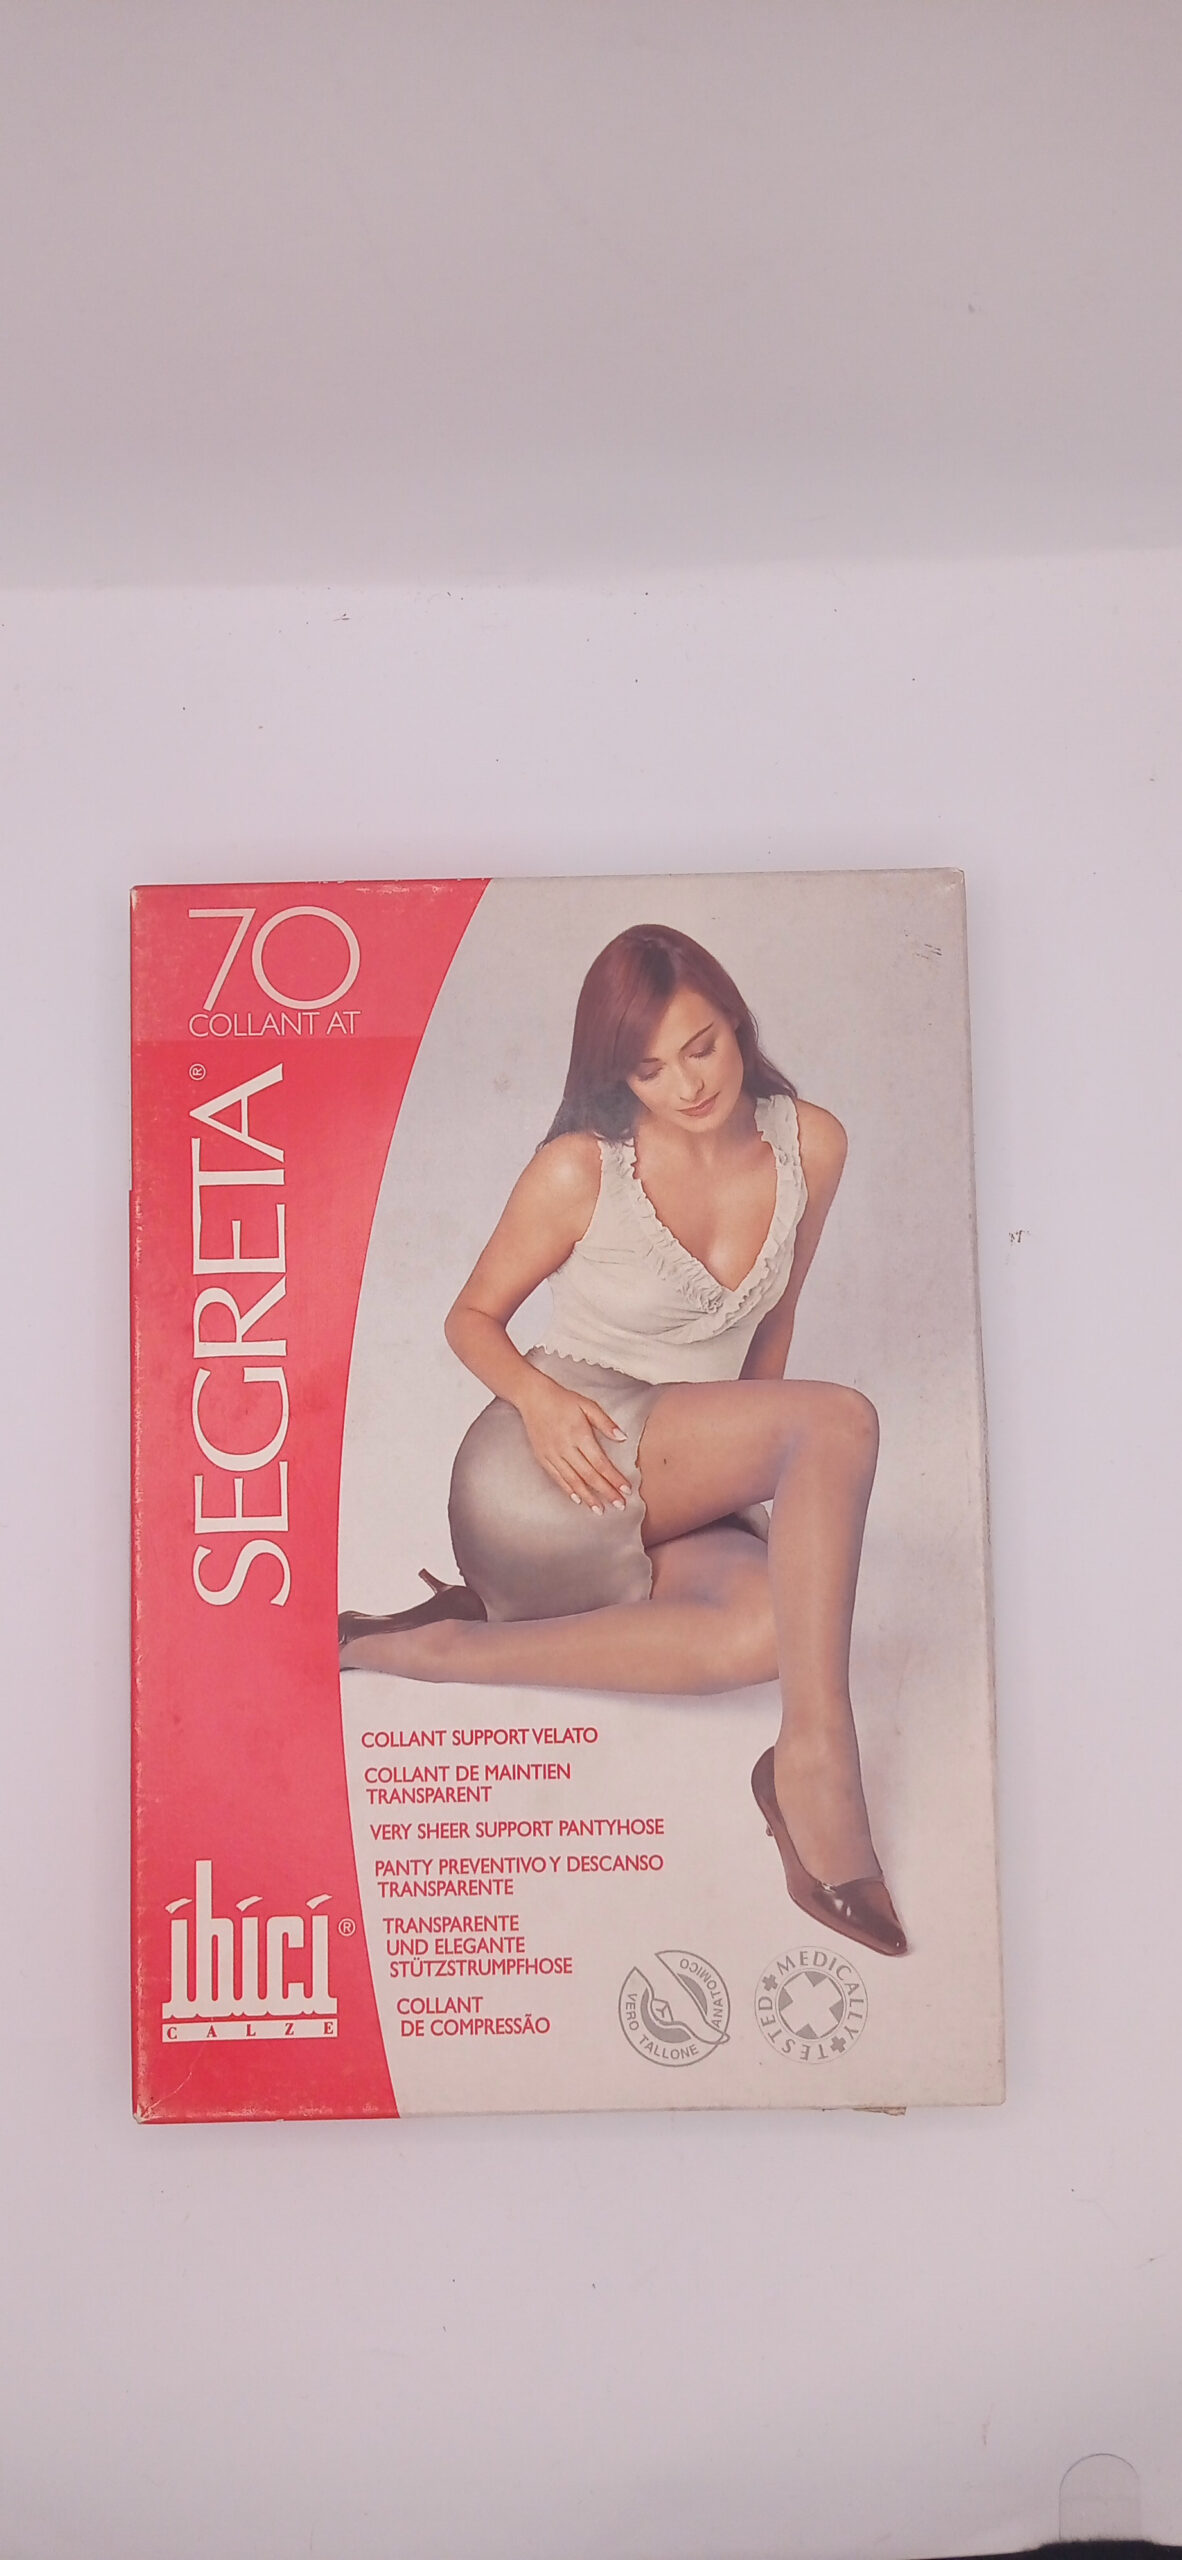 70
COLLANT AT
SEGRETA®
ibici®
CALZE
COLLANT SUPPORT VELATO
COLLANT DE MAINTIEN
TRANSPARENT
VERY SHEER SUPPORT PANTYHOSE
PANTY PREVENTIVO Y DESCANSO
TRANSPARENTE
TRANSPARENTE
UND ELEGANTE
STÜTZSTRUMPFHOSE
COLLANT
DE COMPRESSÃO
VERO TALLONE ANATOMICO
MEDICALLY TESTED